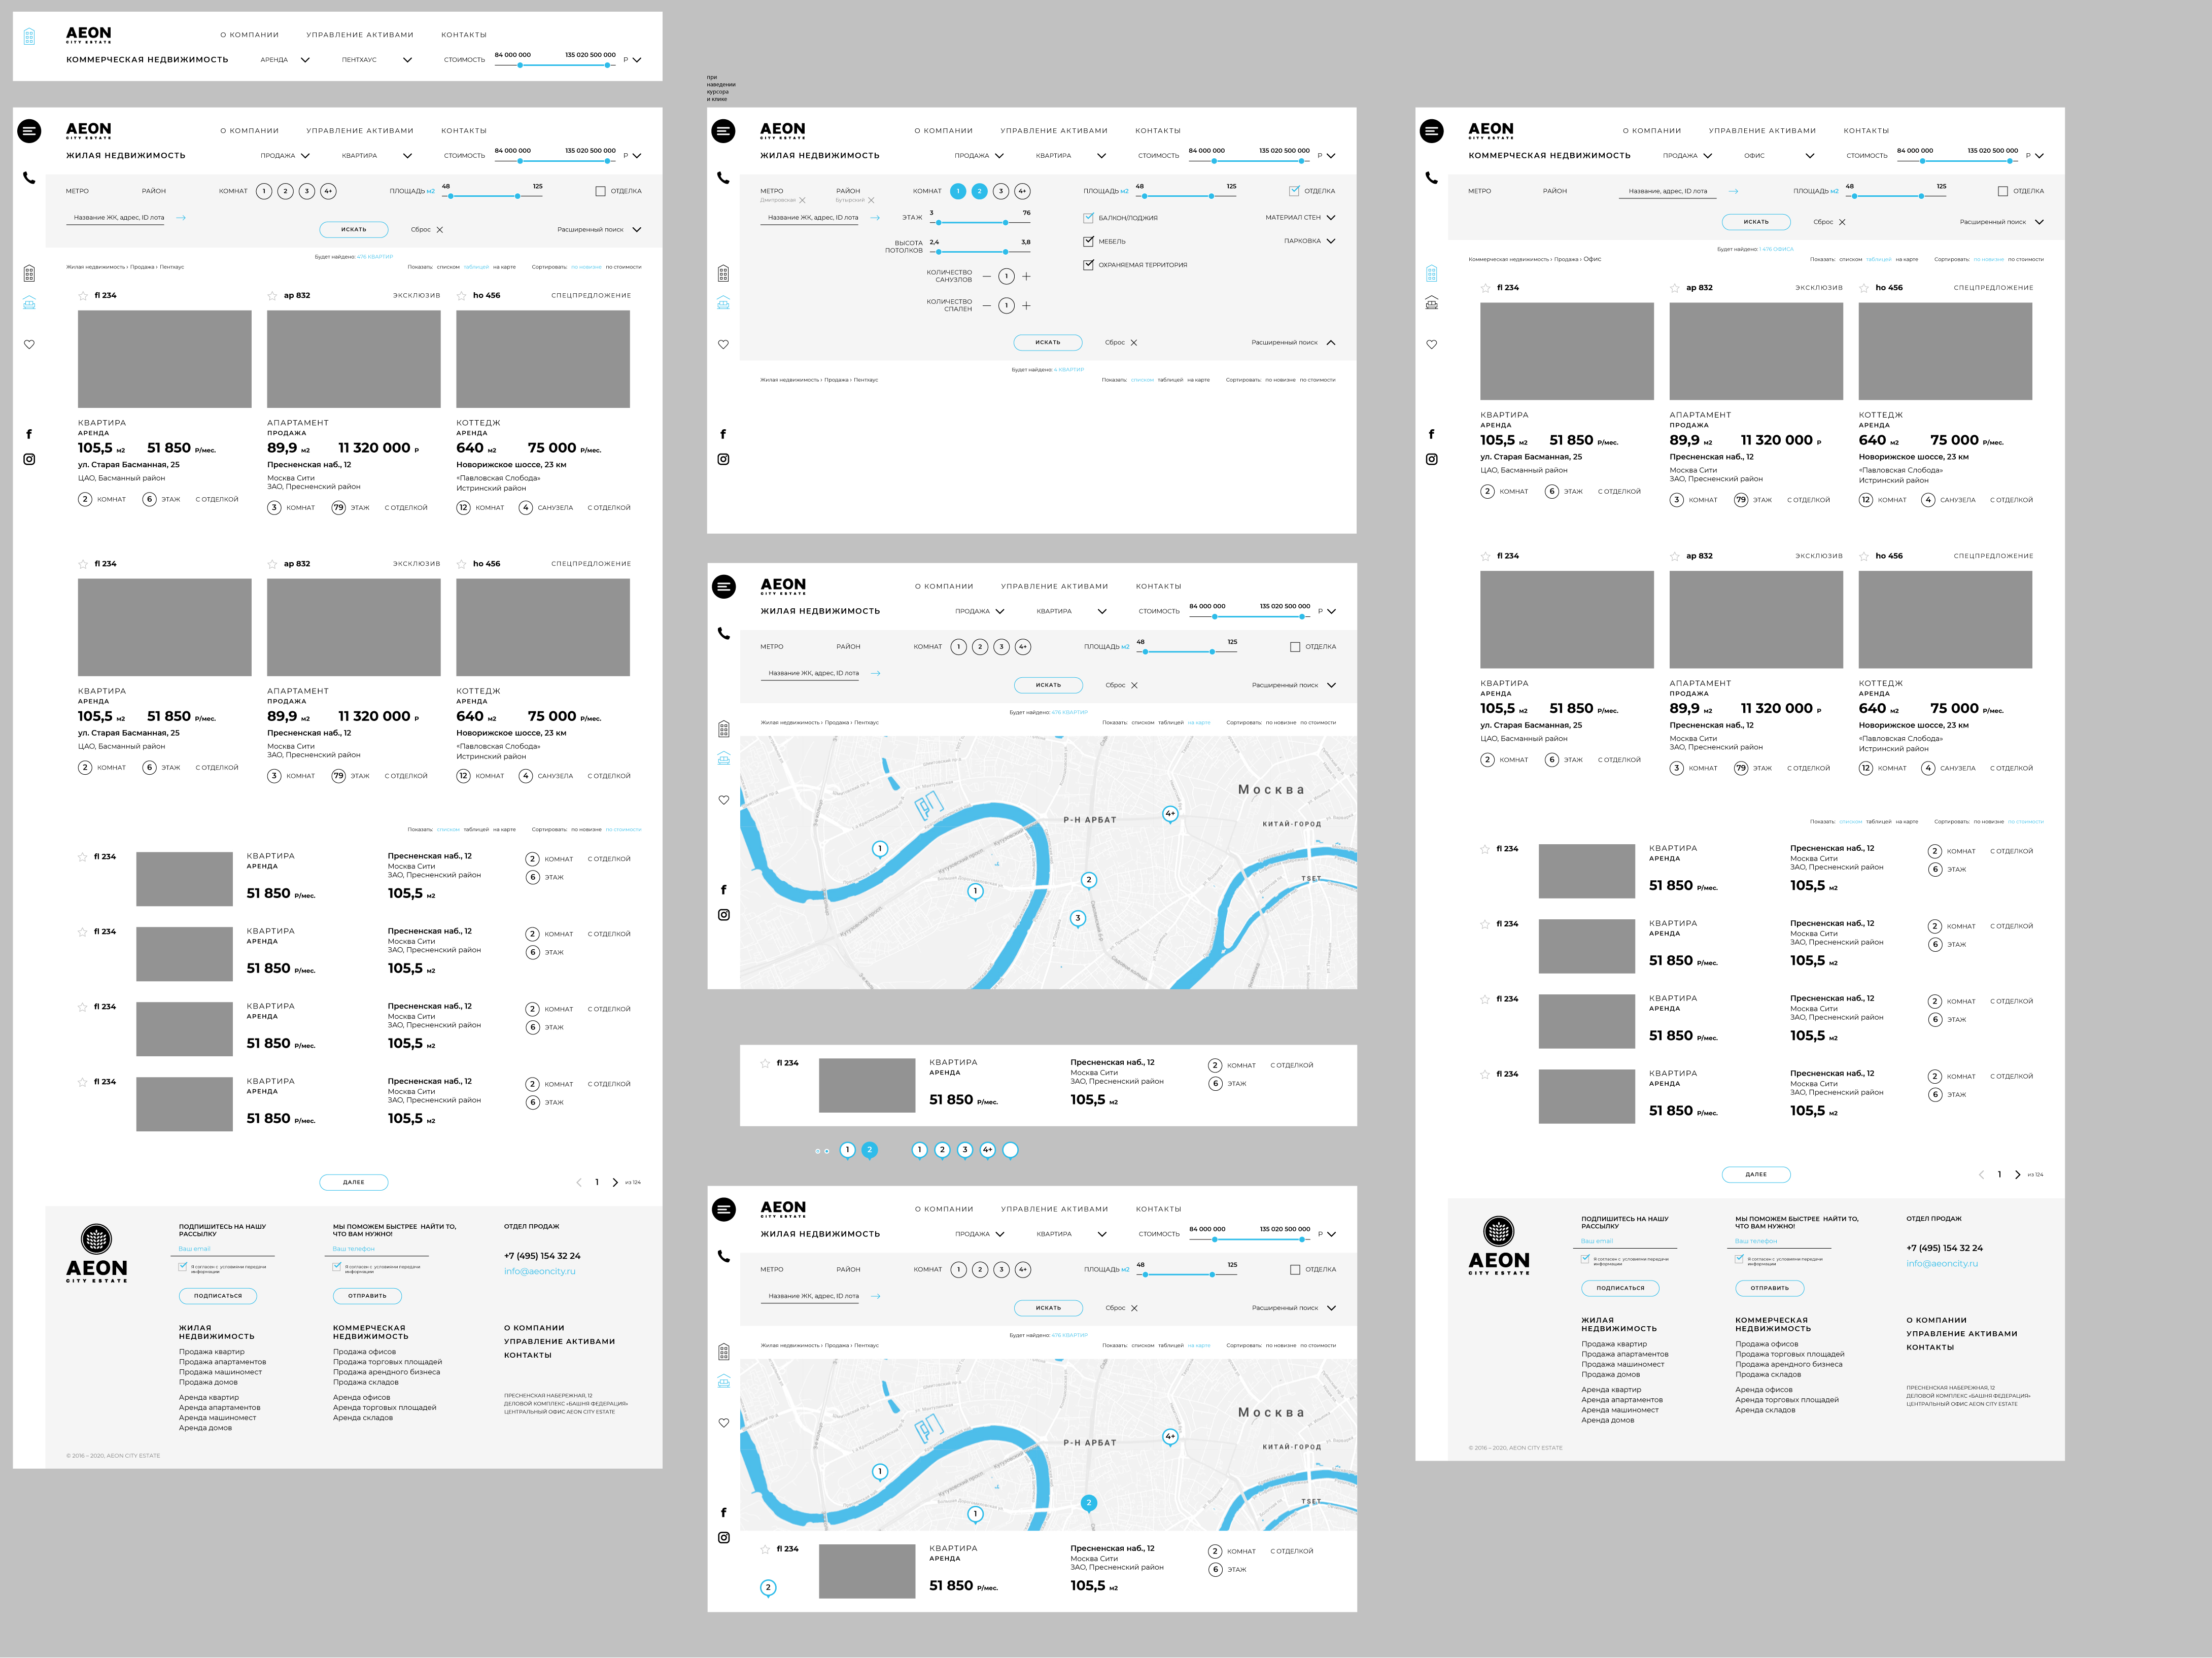 AEON
CITY ESTATE
О КОМПАНИИ УПРАВЛЕНИЕ АКТИВАМИ КОНТАКТЫ
КОММЕРЧЕСКАЯ НЕДВИЖИМОСТЬ АРЕНДА ПЕНТХАУС СТОИМОСТЬ 84 000 000 135 020 500 000 Р
AEON
CITY ESTATE
О КОМПАНИИ УПРАВЛЕНИЕ АКТИВАМИ КОНТАКТЫ
ЖИЛАЯ НЕДВИЖИМОСТЬ ПРОДАЖА КВАРТИРА СТОИМОСТЬ 84 000 000 135 020 500 000 Р
МЕТРО РАЙОН КОМНАТ 1 2 3 4+ ПЛОЩАДЬ м2 48 125 ОТДЕЛКА
Название ЖК, адрес, ID лота
ИСКАТЬ Сброс Расширенный поиск
Будет найдено: 476 КВАРТИР
Жилая недвижимость › Продажа › Пентхаус Показать: списком таблицей на карте Сортировать: по новизне по стоимости
fl 234 ap 832 ЭКСКЛЮЗИВ ho 456 СПЕЦПРЕДЛОЖЕНИЕ
КВАРТИРА АПАРТАМЕНТ КОТТЕДЖ
АРЕНДА ПРОДАЖА АРЕНДА
105,5 м2 51 850 Р/мес. 89,9 м2 11 320 000 Р 640 м2 75 000 Р/мес.
ул. Старая Басманная, 25 Пресненская наб., 12 Новорижское шоссе, 23 км
ЦАО, Басманный район Москва Сити «Павловская Слобода»
ЗАО, Пресненский район Истринский район
2 КОМНАТ 6 ЭТАЖ С ОТДЕЛКОЙ 3 КОМНАТ 79 ЭТАЖ С ОТДЕЛКОЙ 12 КОМНАТ 4 САНУЗЕЛА С ОТДЕЛКОЙ
fl 234 ap 832 ЭКСКЛЮЗИВ ho 456 СПЕЦПРЕДЛОЖЕНИЕ
КВАРТИРА АПАРТАМЕНТ КОТТЕДЖ
АРЕНДА ПРОДАЖА АРЕНДА
105,5 м2 51 850 Р/мес. 89,9 м2 11 320 000 Р 640 м2 75 000 Р/мес.
ул. Старая Басманная, 25 Пресненская наб., 12 Новорижское шоссе, 23 км
ЦАО, Басманный район Москва Сити «Павловская Слобода»
ЗАО, Пресненский район Истринский район
2 КОМНАТ 6 ЭТАЖ С ОТДЕЛКОЙ 3 КОМНАТ 79 ЭТАЖ С ОТДЕЛКОЙ 12 КОМНАТ 4 САНУЗЕЛА С ОТДЕЛКОЙ
Показать: списком таблицей на карте Сортировать: по новизне по стоимости
fl 234 КВАРТИРА Пресненская наб., 12 2 КОМНАТ С ОТДЕЛКОЙ
АРЕНДА Москва Сити
ЗАО, Пресненский район 6 ЭТАЖ
51 850 Р/мес. 105,5 м2
fl 234 КВАРТИРА Пресненская наб., 12 2 КОМНАТ С ОТДЕЛКОЙ
АРЕНДА Москва Сити
ЗАО, Пресненский район 6 ЭТАЖ
51 850 Р/мес. 105,5 м2
fl 234 КВАРТИРА Пресненская наб., 12 2 КОМНАТ С ОТДЕЛКОЙ
АРЕНДА Москва Сити
ЗАО, Пресненский район 6 ЭТАЖ
51 850 Р/мес. 105,5 м2
fl 234 КВАРТИРА Пресненская наб., 12 2 КОМНАТ С ОТДЕЛКОЙ
АРЕНДА Москва Сити
ЗАО, Пресненский район 6 ЭТАЖ
51 850 Р/мес. 105,5 м2
ДАЛЕЕ 1 из 124
AEON
CITY ESTATE
ПОДПИШИТЕСЬ НА НАШУ
РАССЫЛКУ
Ваш email
Я согласен с условиями передачи
информации
ПОДПИСАТЬСЯ
МЫ ПОМОЖЕМ БЫСТРЕЕ НАЙТИ ТО,
ЧТО ВАМ НУЖНО!
Ваш телефон
Я согласен с условиями передачи
информации
ОТПРАВИТЬ
ОТДЕЛ ПРОДАЖ
+7 (495) 154 32 24
info@aeoncity.ru
ЖИЛАЯ
НЕДВИЖИМОСТЬ
Продажа квартир
Продажа апартаментов
Продажа машиномест
Продажа домов
Аренда квартир
Аренда апартаментов
Аренда машиномест
Аренда домов
КОММЕРЧЕСКАЯ
НЕДВИЖИМОСТЬ
Продажа офисов
Продажа торговых площадей
Продажа арендного бизнеса
Продажа складов
Аренда офисов
Аренда торговых площадей
Аренда складов
О КОМПАНИИ
УПРАВЛЕНИЕ АКТИВАМИ
КОНТАКТЫ
ПРЕСНЕНСКАЯ НАБЕРЕЖНАЯ, 12
ДЕЛОВОЙ КОМПЛЕКС «БАШНЯ ФЕДЕРАЦИЯ»
ЦЕНТРАЛЬНЫЙ ОФИС AEON CITY ESTATE
© 2016 – 2020, AEON CITY ESTATE
при
наведении
курсора
и клике
AEON
CITY ESTATE
О КОМПАНИИ УПРАВЛЕНИЕ АКТИВАМИ КОНТАКТЫ
ЖИЛАЯ НЕДВИЖИМОСТЬ ПРОДАЖА КВАРТИРА СТОИМОСТЬ 84 000 000 135 020 500 000 Р
МЕТРО РАЙОН КОМНАТ 1 2 3 4+ ПЛОЩАДЬ м2 48 125 ОТДЕЛКА
Дмитровская Бутырский
Название ЖК, адрес, ID лота ЭТАЖ 3 76 БАЛКОН/ЛОДЖИЯ МАТЕРИАЛ СТЕН
ВЫСОТА
ПОТОЛКОВ 2,4 3,8 МЕБЕЛЬ ПАРКОВКА
ОХРАНЯЕМАЯ ТЕРРИТОРИЯ
КОЛИЧЕСТВО
САНУЗЛОВ 1
КОЛИЧЕСТВО
СПАЛЕН 1
ИСКАТЬ Сброс Расширенный поиск
Будет найдено: 4 КВАРТИР
Жилая недвижимость › Продажа › Пентхаус Показать: списком таблицей на карте Сортировать: по новизне по стоимости
AEON
CITY ESTATE
О КОМПАНИИ УПРАВЛЕНИЕ АКТИВАМИ КОНТАКТЫ
ЖИЛАЯ НЕДВИЖИМОСТЬ ПРОДАЖА КВАРТИРА СТОИМОСТЬ 84 000 000 135 020 500 000 Р
МЕТРО РАЙОН КОМНАТ 1 2 3 4+ ПЛОЩАДЬ м2 48 125 ОТДЕЛКА
Название ЖК, адрес, ID лота
ИСКАТЬ Сброс Расширенный поиск
Будет найдено: 476 КВАРТИР
Жилая недвижимость › Продажа › Пентхаус Показать: списком таблицей на карте Сортировать: по новизне по стоимости
Москва
4+
Р-Н АРБАТ
КИТАЙ-ГОРОД
1
TSET
2
1
3
fl 234 КВАРТИРА Пресненская наб., 12 2 КОМНАТ С ОТДЕЛКОЙ
АРЕНДА Москва Сити
ЗАО, Пресненский район 6 ЭТАЖ
51 850 Р/мес. 105,5 м2
1 2 1 2 3 4+
AEON
CITY ESTATE
О КОМПАНИИ УПРАВЛЕНИЕ АКТИВАМИ КОНТАКТЫ
ЖИЛАЯ НЕДВИЖИМОСТЬ ПРОДАЖА КВАРТИРА СТОИМОСТЬ 84 000 000 135 020 500 000 Р
МЕТРО РАЙОН КОМНАТ 1 2 3 4+ ПЛОЩАДЬ м2 48 125 ОТДЕЛКА
Название ЖК, адрес, ID лота
ИСКАТЬ Сброс Расширенный поиск
Будет найдено: 476 КВАРТИР
Жилая недвижимость › Продажа › Пентхаус Показать: списком таблицей на карте Сортировать: по новизне по стоимости
Москва
4+
Р-Н АРБАТ
КИТАЙ-ГОРОД
1
TSET
2
1
fl 234 КВАРТИРА Пресненская наб., 12 2 КОМНАТ С ОТДЕЛКОЙ
АРЕНДА Москва Сити
ЗАО, Пресненский район 6 ЭТАЖ
2 51 850 Р/мес. 105,5 м2
AEON
CITY ESTATE
О КОМПАНИИ УПРАВЛЕНИЕ АКТИВАМИ КОНТАКТЫ
КОММЕРЧЕСКАЯ НЕДВИЖИМОСТЬ ПРОДАЖА ОФИС СТОИМОСТЬ 84 000 000 135 020 500 000 Р
МЕТРО РАЙОН Название ЖК, адрес, ID лота ПЛОЩАДЬ м2 48 125 ОТДЕЛКА
ИСКАТЬ Сброс Расширенный поиск
Будет найдено: 1 476 ОФИСА
Коммерческая недвижимость › Продажа › Офис Показать: списком таблицей на карте Сортировать: по новизне по стоимости
fl 234 ap 832 ЭКСКЛЮЗИВ ho 456 СПЕЦПРЕДЛОЖЕНИЕ
КВАРТИРА АПАРТАМЕНТ КОТТЕДЖ
АРЕНДА ПРОДАЖА АРЕНДА
105,5 м2 51 850 Р/мес. 89,9 м2 11 320 000 Р 640 м2 75 000 Р/мес.
ул. Старая Басманная, 25 Пресненская наб., 12 Новорижское шоссе, 23 км
ЦАО, Басманный район Москва Сити «Павловская Слобода»
ЗАО, Пресненский район Истринский район
2 КОМНАТ 6 ЭТАЖ С ОТДЕЛКОЙ 3 КОМНАТ 79 ЭТАЖ С ОТДЕЛКОЙ 12 КОМНАТ 4 САНУЗЕЛА С ОТДЕЛКОЙ
fl 234 ap 832 ЭКСКЛЮЗИВ ho 456 СПЕЦПРЕДЛОЖЕНИЕ
КВАРТИРА АПАРТАМЕНТ КОТТЕДЖ
АРЕНДА ПРОДАЖА АРЕНДА
105,5 м2 51 850 Р/мес. 89,9 м2 11 320 000 Р 640 м2 75 000 Р/мес.
ул. Старая Басманная, 25 Пресненская наб., 12 Новорижское шоссе, 23 км
ЦАО, Басманный район Москва Сити «Павловская Слобода»
ЗАО, Пресненский район Истринский район
2 КОМНАТ 6 ЭТАЖ С ОТДЕЛКОЙ 3 КОМНАТ 79 ЭТАЖ С ОТДЕЛКОЙ 12 КОМНАТ 4 САНУЗЕЛА С ОТДЕЛКОЙ
Показать: списком таблицей на карте Сортировать: по новизне по стоимости
fl 234 КВАРТИРА Пресненская наб., 12 2 КОМНАТ С ОТДЕЛКОЙ
АРЕНДА Москва Сити
ЗАО, Пресненский район 6 ЭТАЖ
51 850 Р/мес. 105,5 м2
fl 234 КВАРТИРА Пресненская наб., 12 2 КОМНАТ С ОТДЕЛКОЙ
АРЕНДА Москва Сити
ЗАО, Пресненский район 6 ЭТАЖ
51 850 Р/мес. 105,5 м2
fl 234 КВАРТИРА Пресненская наб., 12 2 КОМНАТ С ОТДЕЛКОЙ
АРЕНДА Москва Сити
ЗАО, Пресненский район 6 ЭТАЖ
51 850 Р/мес. 105,5 м2
fl 234 КВАРТИРА Пресненская наб., 12 2 КОМНАТ С ОТДЕЛКОЙ
АРЕНДА Москва Сити
ЗАО, Пресненский район 6 ЭТАЖ
51 850 Р/мес. 105,5 м2
ДАЛЕЕ 1 из 124
AEON
CITY ESTATE
ПОДПИШИТЕСЬ НА НАШУ
РАССЫЛКУ
Ваш email
Я согласен с условиями передачи
информации
ПОДПИСАТЬСЯ
МЫ ПОМОЖЕМ БЫСТРЕЕ НАЙТИ ТО,
ЧТО ВАМ НУЖНО!
Ваш телефон
Я согласен с условиями передачи
информации
ОТПРАВИТЬ
ОТДЕЛ ПРОДАЖ
+7 (495) 154 32 24
info@aeoncity.ru
ЖИЛАЯ
НЕДВИЖИМОСТЬ
Продажа квартир
Продажа апартаментов
Продажа машиномест
Продажа домов
Аренда квартир
Аренда апартаментов
Аренда машиномест
Аренда домов
КОММЕРЧЕСКАЯ
НЕДВИЖИМОСТЬ
Продажа офисов
Продажа торговых площадей
Продажа арендного бизнеса
Продажа складов
Аренда офисов
Аренда торговых площадей
Аренда складов
О КОМПАНИИ
УПРАВЛЕНИЕ АКТИВАМИ
КОНТАКТЫ
ПРЕСНЕНСКАЯ НАБЕРЕЖНАЯ, 12
ДЕЛОВОЙ КОМПЛЕКС «БАШНЯ ФЕДЕРАЦИЯ»
ЦЕНТРАЛЬНЫЙ ОФИС AEON CITY ESTATE
© 2016 – 2020, AEON CITY ESTATE